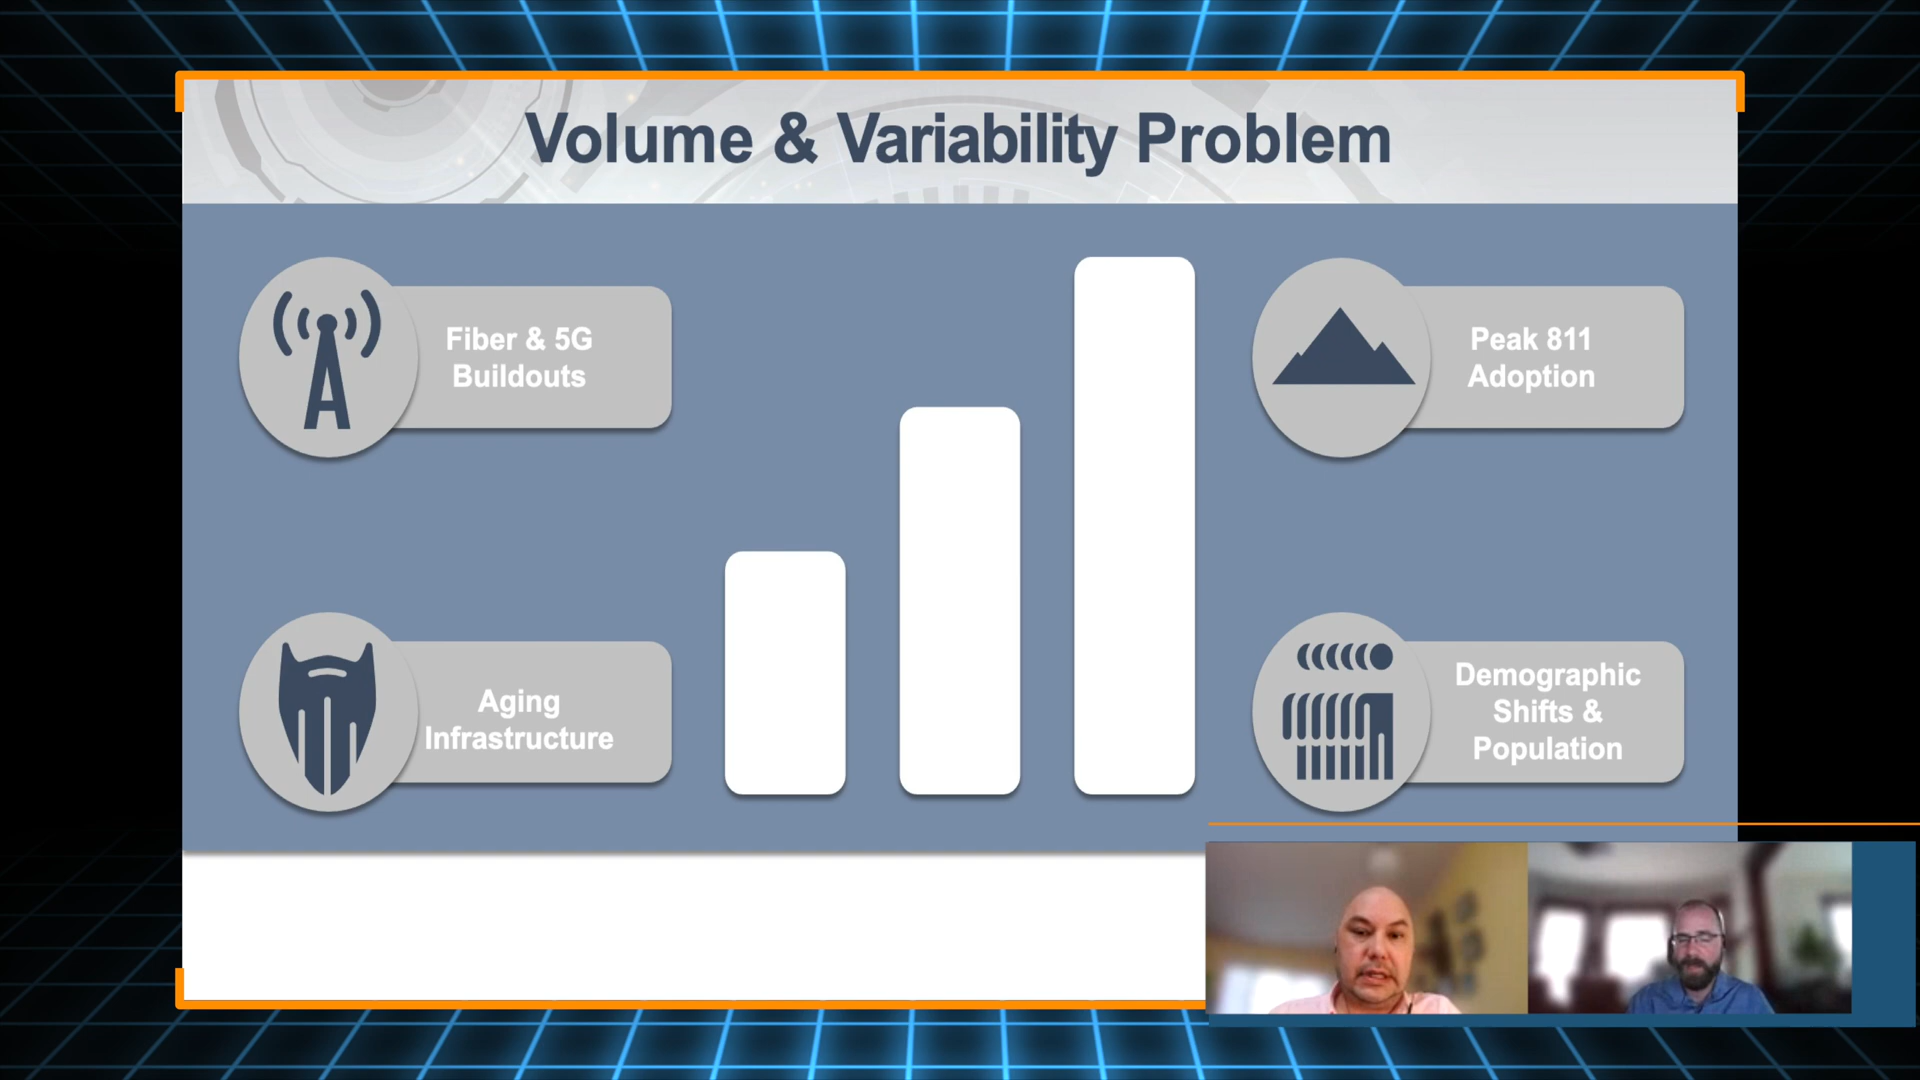 Volume & Variability Problem
Fiber & 5G
Buildouts
Peak 811
Adoption
Aging
Infrastructure
Demographic
Shifts &
Population